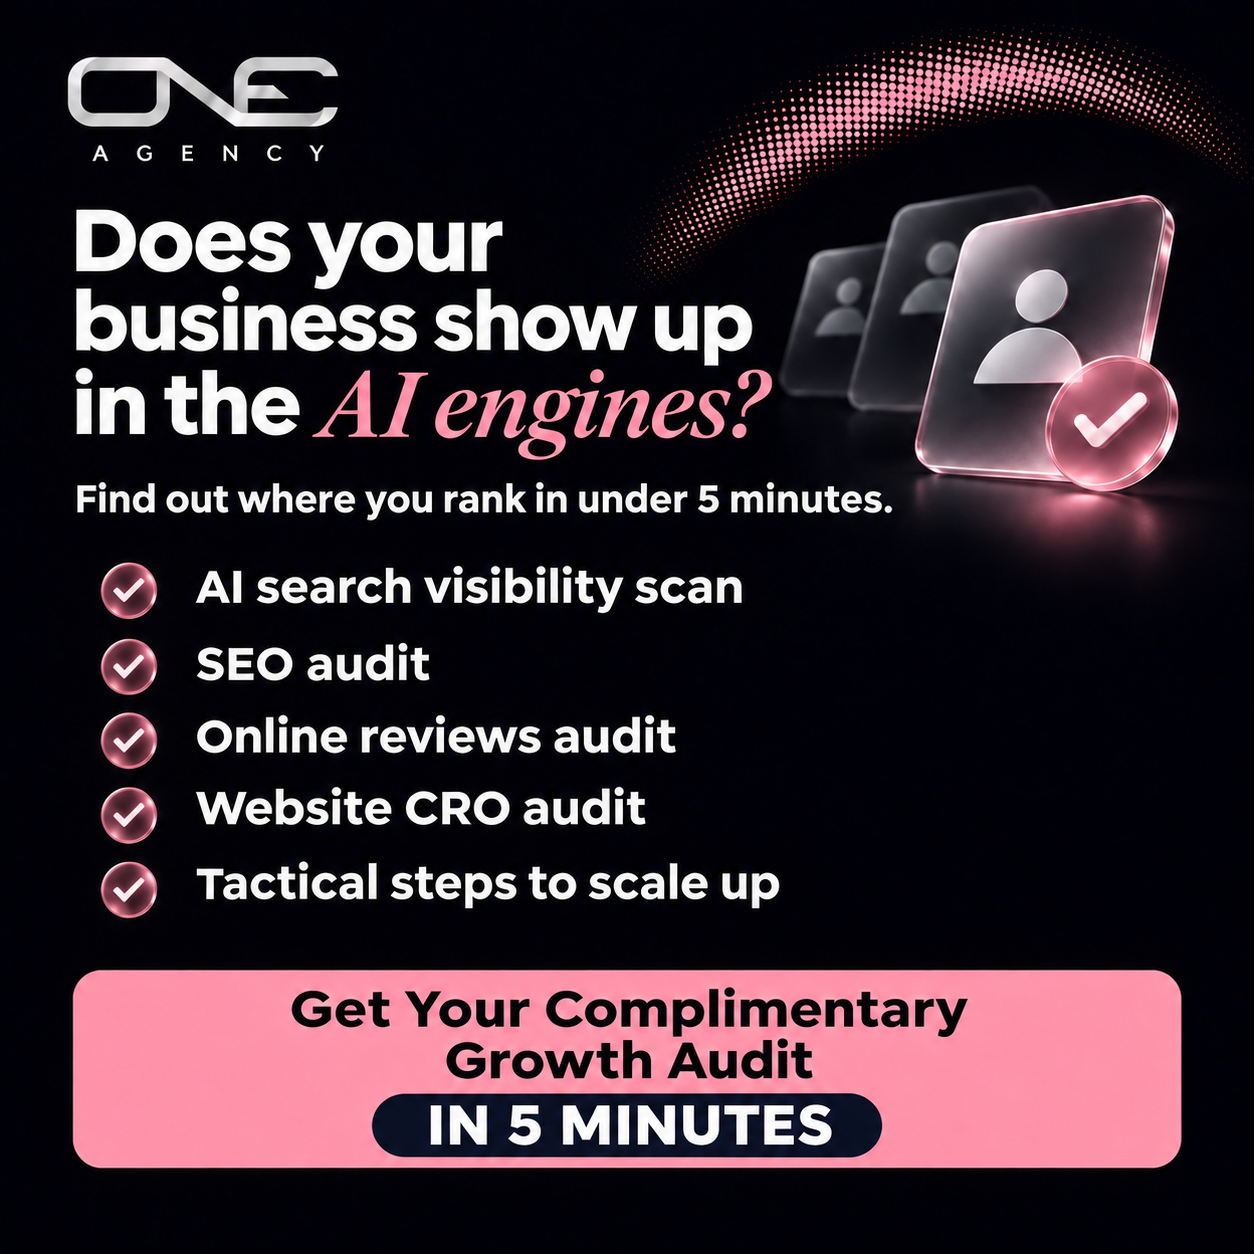 ONE
AGENCY
Does your
business show up
in the AI engines?
Find out where you rank in under 5 minutes.
AI search visibility scan
SEO audit
Online reviews audit
Website CRO audit
Tactical steps to scale up
Get Your Complimentary
Growth Audit
IN 5 MINUTES